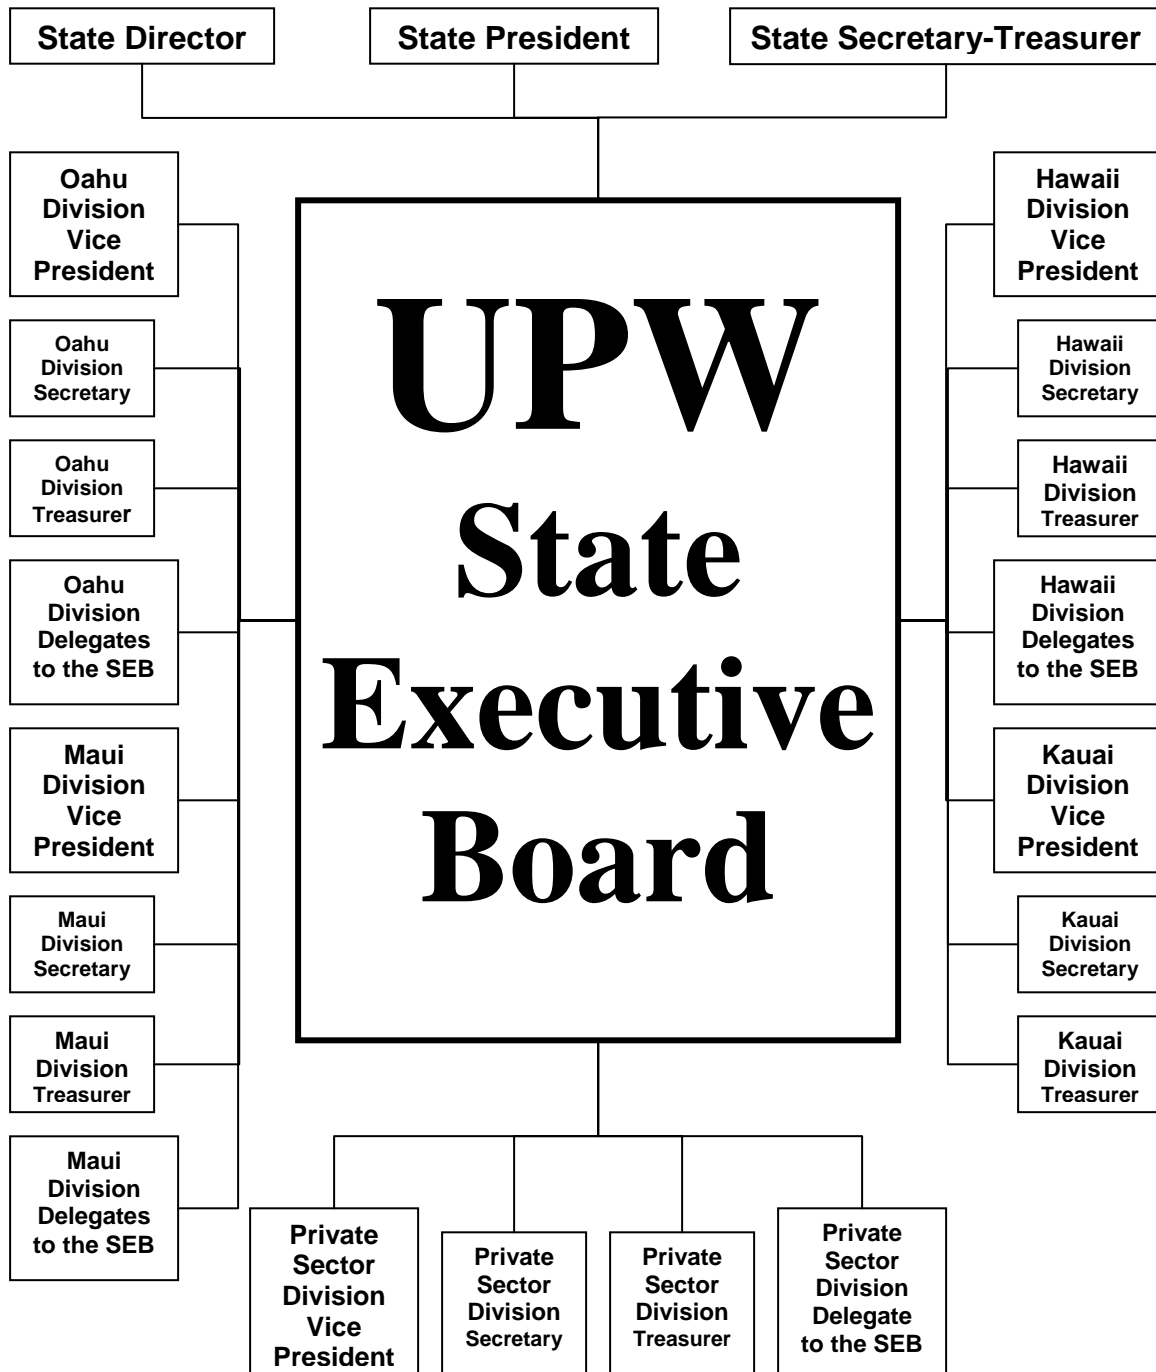 State Director
State President
State Secretary-Treasurer
Oahu
Division
Vice
President
Oahu
Division
Secretary
Oahu
Division
Treasurer
Oahu
Division
Delegates
to the SEB
Maui
Division
Vice
President
Maui
Division
Secretary
Maui
Division
Treasurer
Maui
Division
Delegates
to the SEB
UPW
State
Executive
Board
Hawaii
Division
Vice
President
Hawaii
Division
Secretary
Hawaii
Division
Treasurer
Hawaii
Division
Delegates
to the SEB
Kauai
Division
Vice
President
Kauai
Division
Secretary
Kauai
Division
Treasurer
Private
Sector
Division
Vice
President
Private
Sector
Division
Secretary
Private
Sector
Division
Treasurer
Private
Sector
Division
Delegate
to the SEB